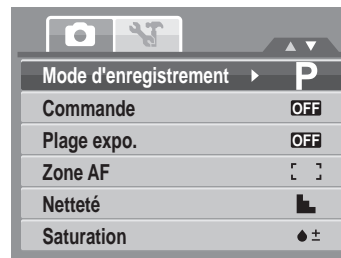 Mode d'enregistrement P
Commande OFF
Plage expo. OFF
Zone AF
Netteté
Saturation